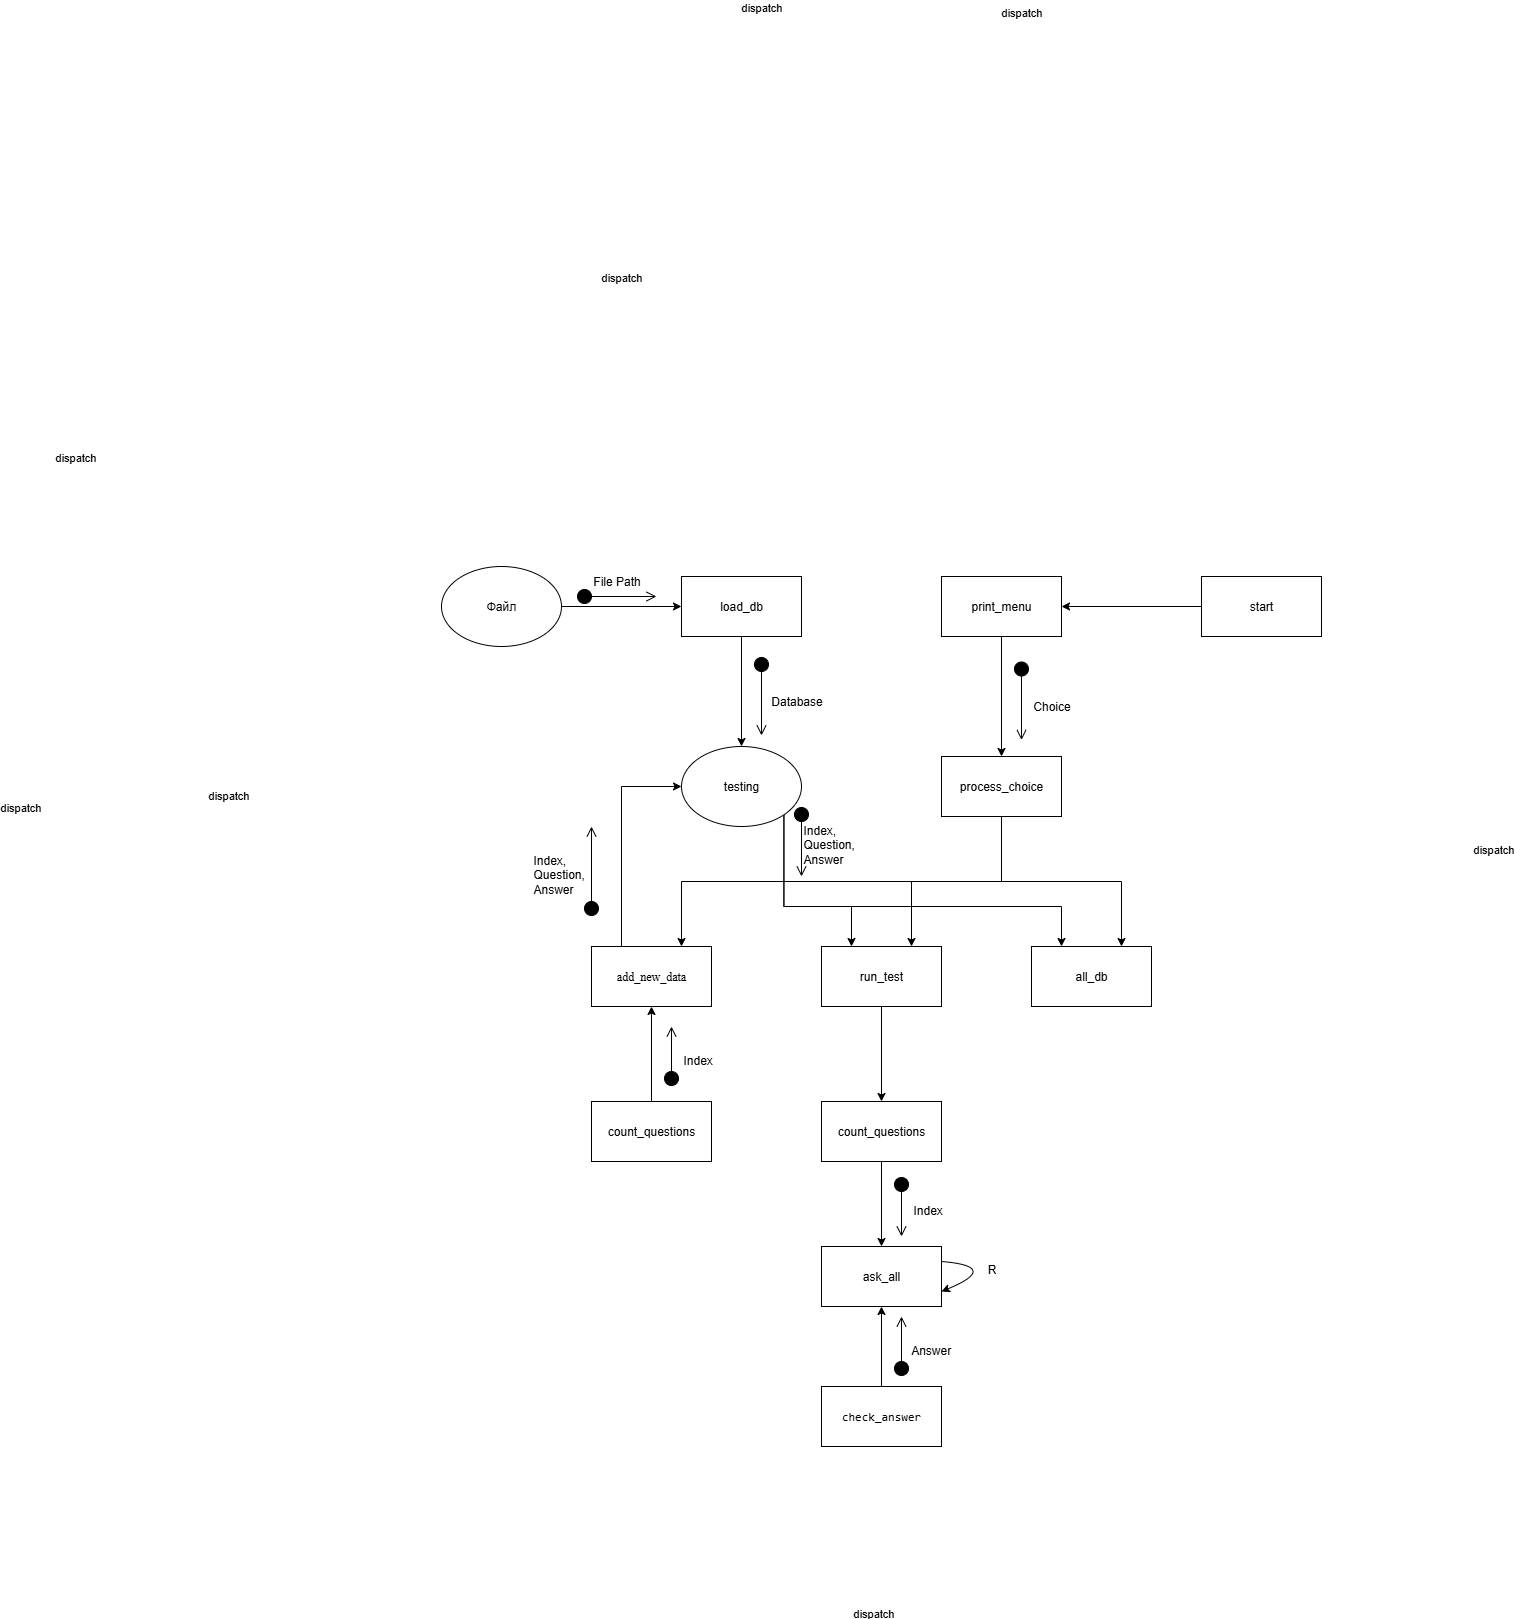 dispatch
dispatch
dispatch
dispatch
File Path
Файл
load_db
print_menu
start
Database
Choice
testing
process_choice
dispatch
dispatch
Index,
Question,
Answer
dispatch
Index,
Question,
Answer
add_new_data
run_test
all_db
Index
count_questions
count_questions
Index
ask_all
R
Answer
check_answer
dispatch